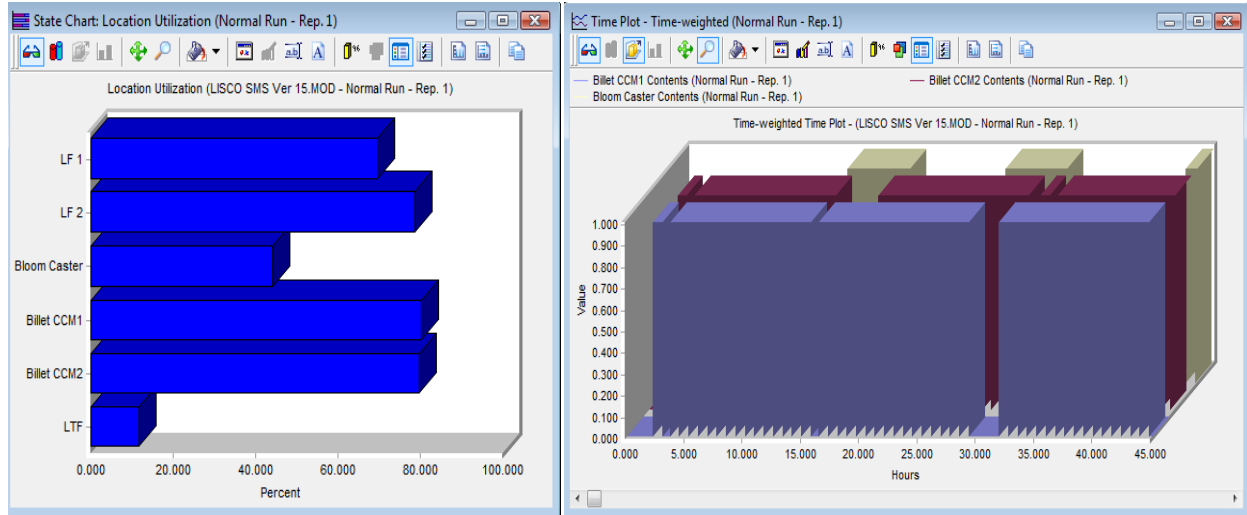 State Chart: Location Utilization (Normal Run - Rep. 1)
Location Utilization (LISCO SMS Ver 15.MOD - Normal Run - Rep. 1)
LF 1
LF 2
Bloom Caster
Billet CCM1
Billet CCM2
LTF
0.000 20.000 40.000 60.000 80.000 100.000
Percent
Time Plot - Time-weighted (Normal Run - Rep. 1)
Billet CCM1 Contents (Normal Run - Rep. 1) Billet CCM2 Contents (Normal Run - Rep. 1)
Bloom Caster Contents (Normal Run - Rep. 1)
Time-weighted Time Plot - (LISCO SMS Ver 15.MOD - Normal Run - Rep. 1)
1.000
0.900
0.800
0.700
0.600
0.500
0.400
0.300
0.200
0.100
0.000
Value
0.000 5.000 10.000 15.000 20.000 25.000 30.000 35.000 40.000 45.000
Hours